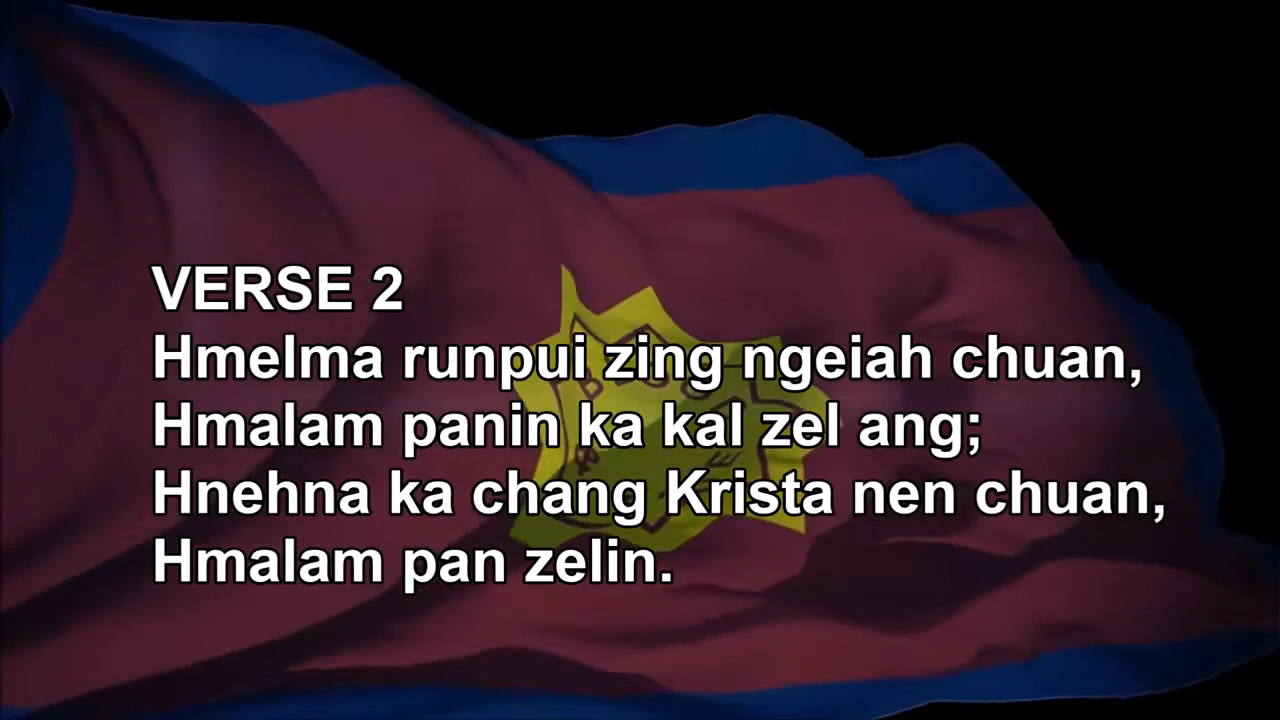 VERSE 2
Hmelma runpui zing ngeiah chuan,
Hmalam panin ka kal zel ang;
Hnehna ka chang Krista nen chuan,
Hmalam pan zelin.